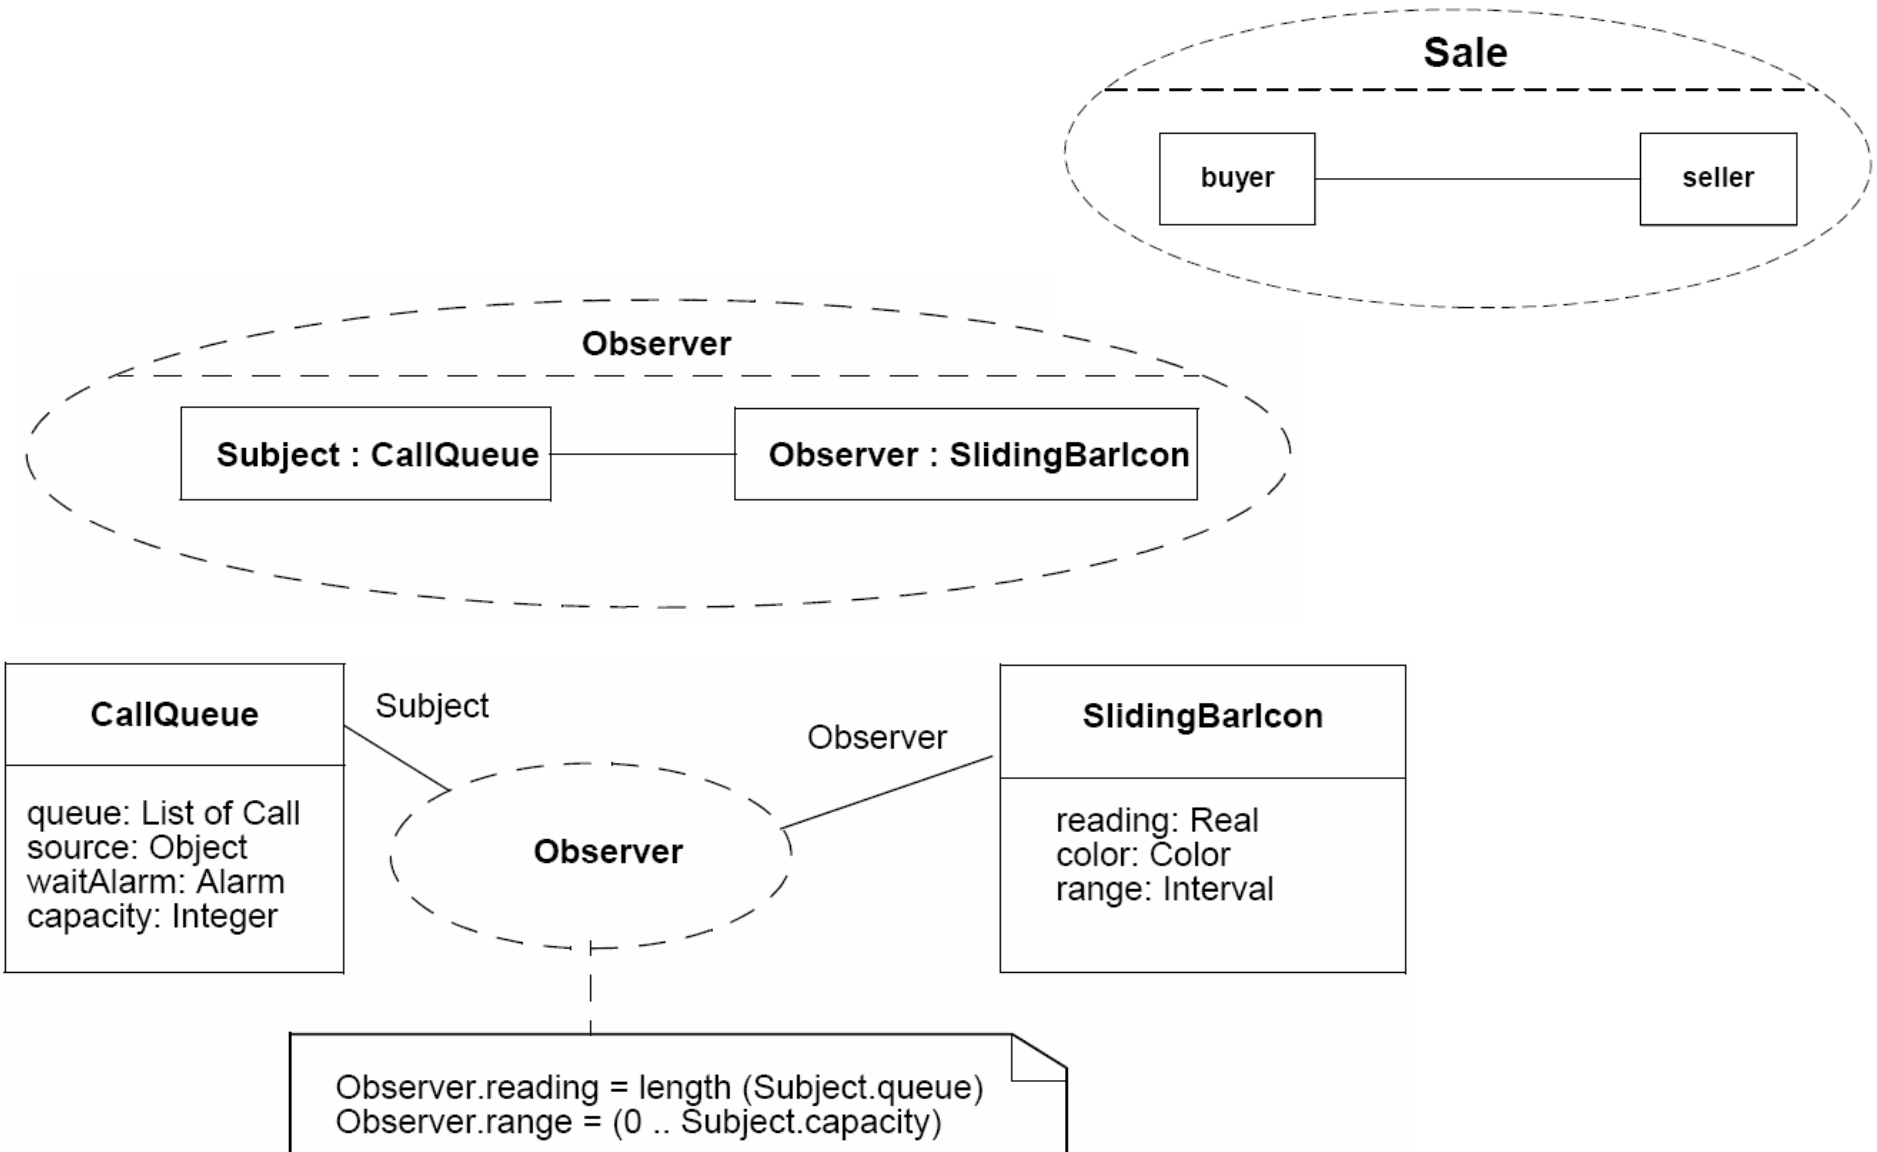 Sale
buyer
seller
Observer
Subject : CallQueue
Observer : SlidingBarIcon
CallQueue
queue: List of Call
source: Object
waitAlarm: Alarm
capacity: Integer
Subject
Observer
Observer
SlidingBarIcon
reading: Real
color: Color
range: Interval
Observer.reading = length (Subject.queue)
Observer.range = (0 .. Subject.capacity)